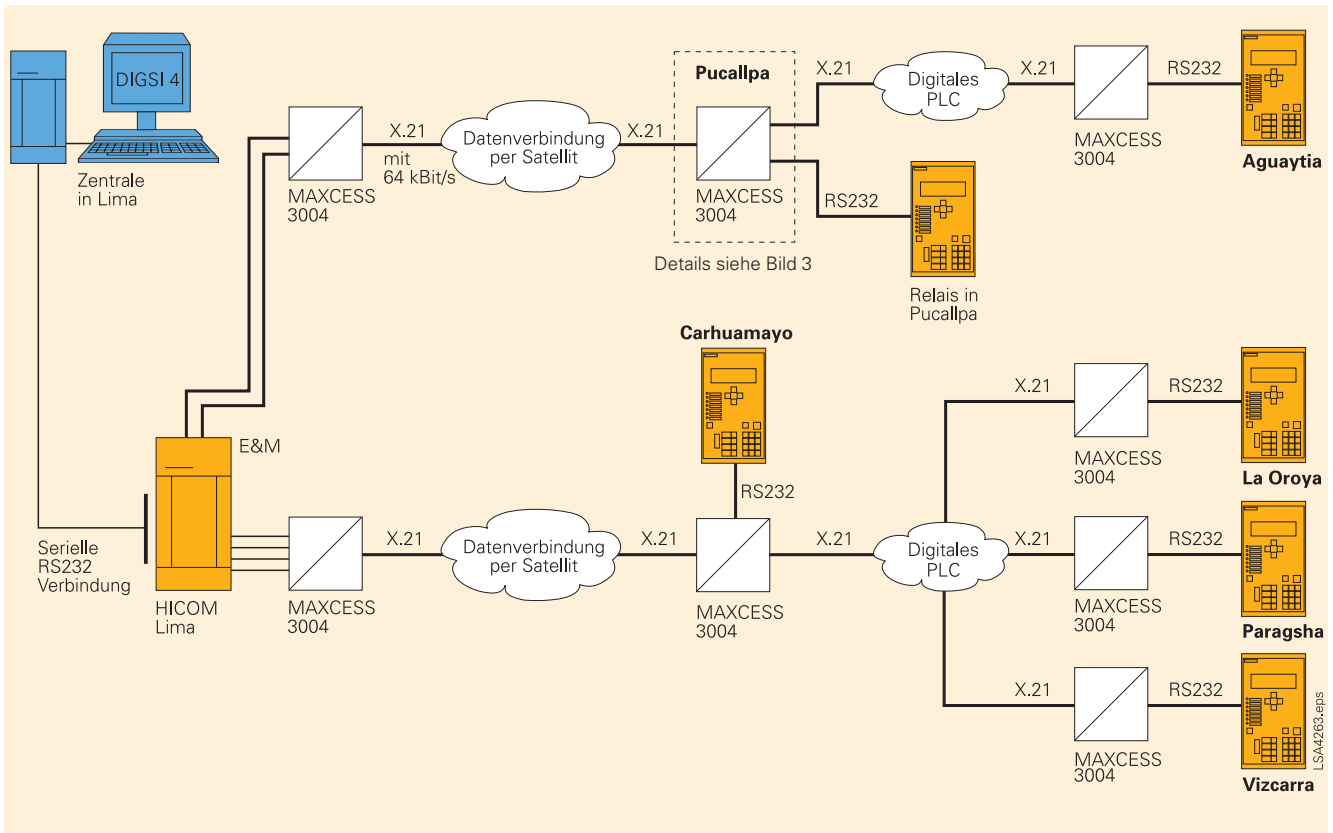 DIGSI 4
Zentrale
in Lima
MAXCESS
3004
X.21
mit
64 kBit/s
Datenverbindung
per Satellit
X.21
Pucallpa
MAXCESS
3004
Details siehe Bild 3
X.21
Digitales
PLC
X.21
MAXCESS
3004
RS232
Aguaytia
RS232
Relais in
Pucallpa
Serielle
RS232
Verbindung
E&M
HICOM
Lima
MAXCESS
3004
X.21
Datenverbindung
per Satellit
X.21
Carhuamayo
RS232
MAXCESS
3004
X.21
Digitales
PLC
X.21
MAXCESS
3004
RS232
La Oroya
X.21
MAXCESS
3004
RS232
Paragsha
X.21
MAXCESS
3004
RS232
Vizcarra
LSA4263.eps